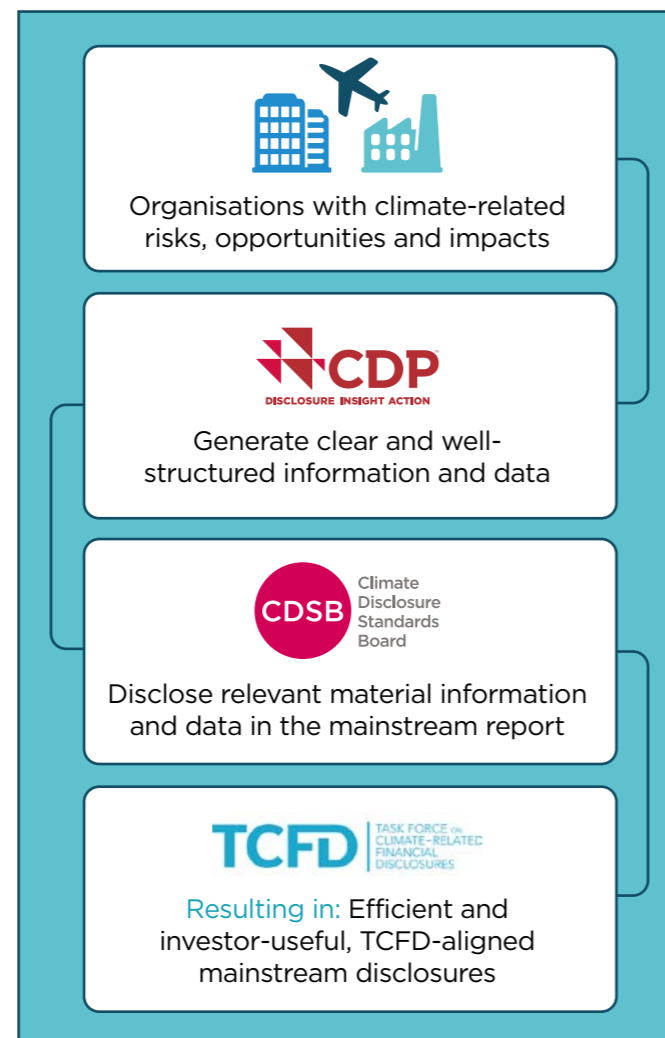 Organisations with climate-related
risks, opportunities and impacts
CDP
DISCLOSURE INSIGHT ACTION
Generate clear and well-
structured information and data
CDSB
Climate
Disclosure
Standards
Board
Disclose relevant material information
and data in the mainstream report
TCFD
TASK FORCE ON
CLIMATE-RELATED
FINANCIAL
DISCLOSURES
Resulting in: Efficient and
investor-useful, TCFD-aligned
mainstream disclosures